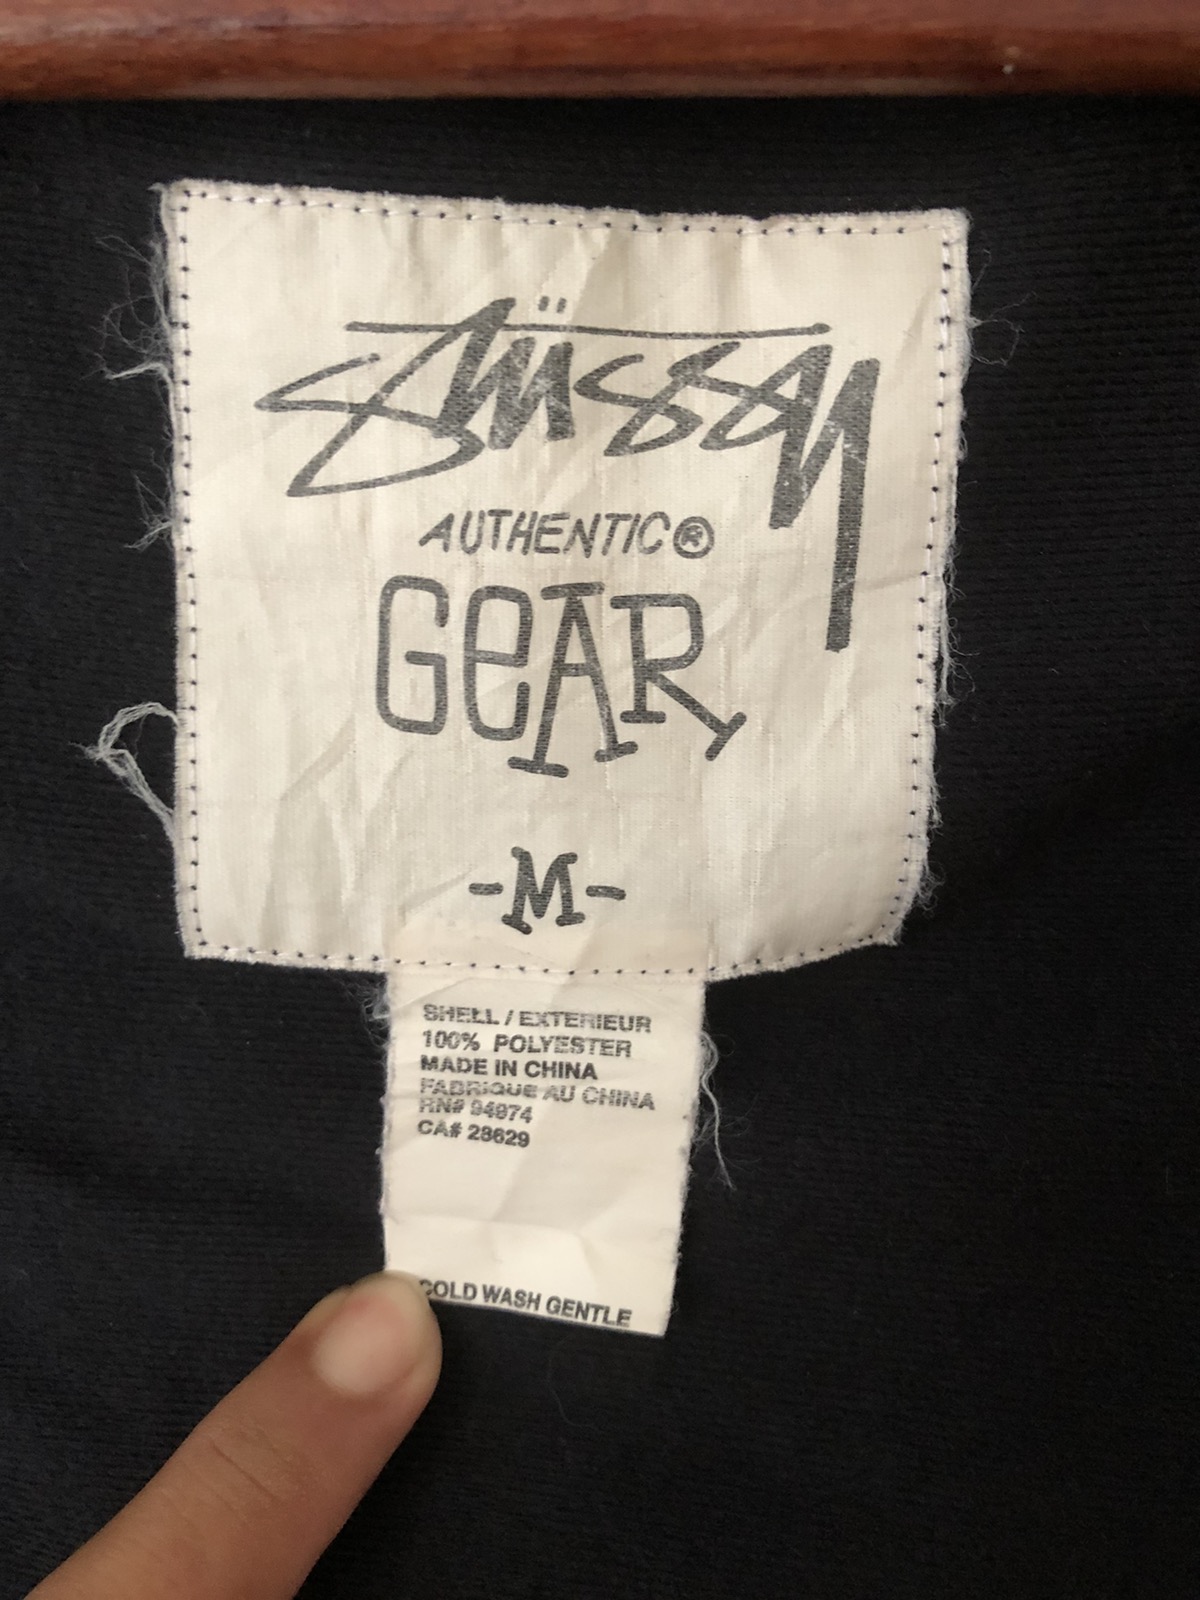 Stüssy
AUTHENTIC®
GeAR
-M-
SHELL / EXTERIEUR
100% POLYESTER
MADE IN CHINA
FABRIQUE AU CHINA
RN# 94974
CA# 28629
COLD WASH GENTLE